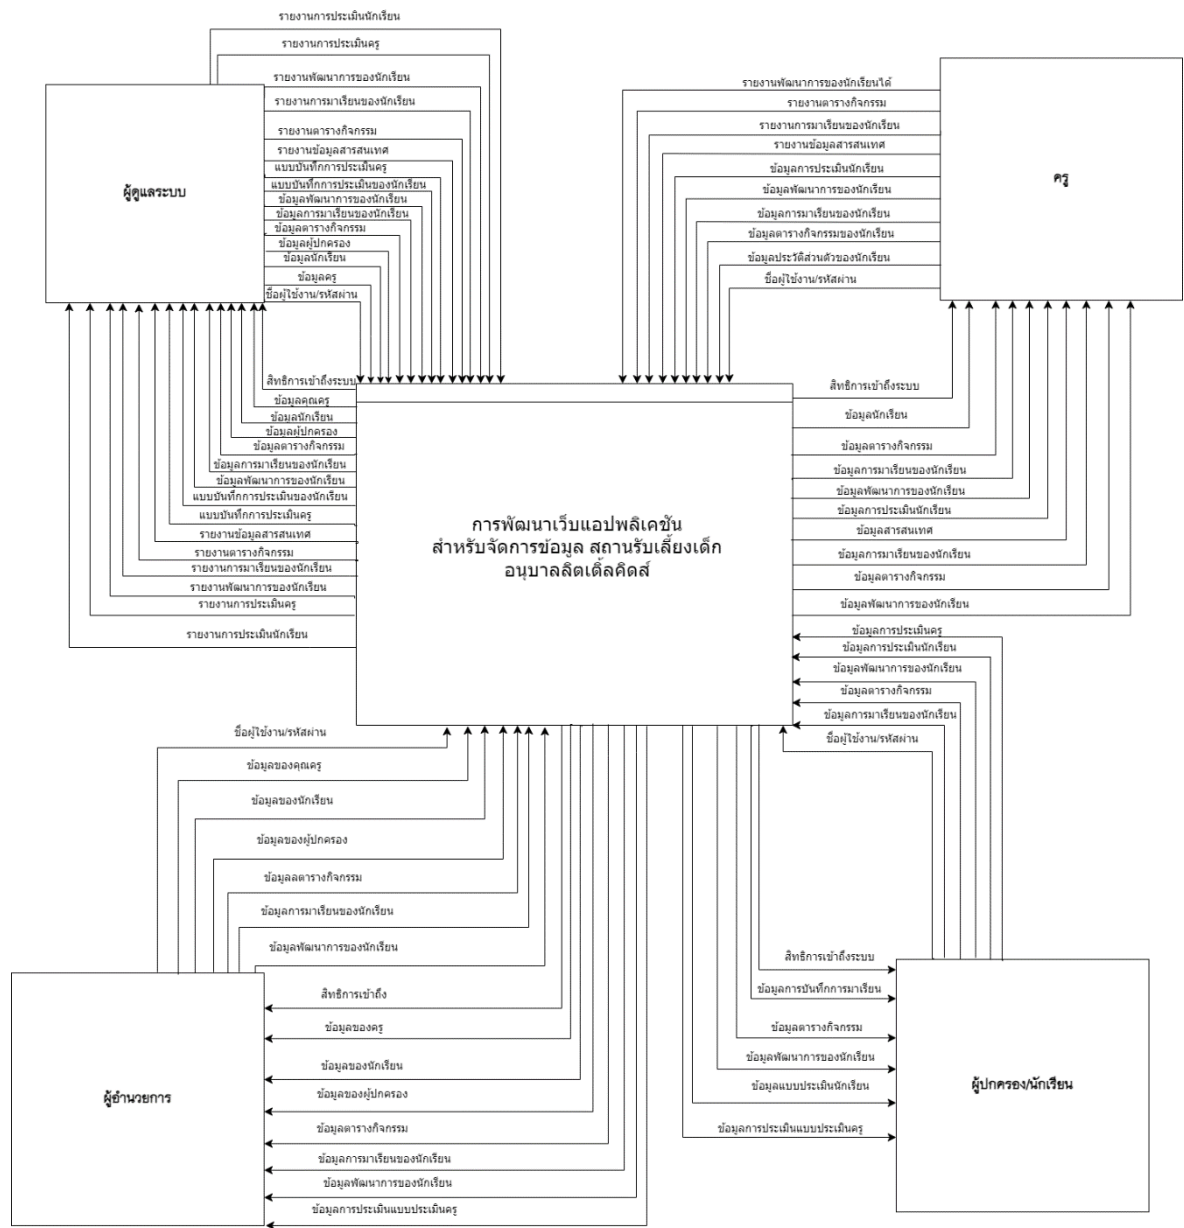 รายงานการประเมินนักเรียน
รายงานการประเมินครู
รายงานพัฒนาการของนักเรียน
รายงานการมาเรียนของนักเรียน
รายงานตารางกิจกรรม
รายงานข้อมูลสารสนเทศ
แบบบันทึกการประเมินครู
แบบบันทึกการประเมินของนักเรียน
ข้อมูลพัฒนาการของนักเรียน
ข้อมูลการมาเรียนของนักเรียน
ข้อมูลตารางกิจกรรม
ข้อมูลผู้ปกครอง
ข้อมูลนักเรียน
ข้อมูลครู
ชื่อผู้ใช้งาน/รหัสผ่าน
ผู้ดูแลระบบ
รายงานพัฒนาการของนักเรียนได้
รายงานตารางกิจกรรม
รายงานการมาเรียนของนักเรียน
รายงานข้อมูลสารสนเทศ
ข้อมูลการประเมินนักเรียน
ข้อมูลพัฒนาการของนักเรียน
ข้อมูลการมาเรียนของนักเรียน
ข้อมูลตารางกิจกรรมของนักเรียน
ข้อมูลประวัติส่วนตัวของนักเรียน
ชื่อผู้ใช้งาน/รหัสผ่าน
ครู
สิทธิการเข้าถึงระบบ
ข้อมูลคุณครู
ข้อมูลนักเรียน
ข้อมูลผู้ปกครอง
ข้อมูลตารางกิจกรรม
ข้อมูลการมาเรียนของนักเรียน
ข้อมูลพัฒนาการของนักเรียน
แบบบันทึกการประเมินของนักเรียน
แบบบันทึกการประเมินครู
รายงานข้อมูลสารสนเทศ
รายงานตารางกิจกรรม
รายงานการมาเรียนของนักเรียน
รายงานพัฒนาการของนักเรียน
รายงานการประเมินครู
รายงานการประเมินนักเรียน
การพัฒนาเว็บแอปพลิเคชัน
สำหรับจัดการข้อมูล สถานรับเลี้ยงเด็ก
อนุบาลลิตเติ้ลคิดส์
สิทธิการเข้าถึงระบบ
ข้อมูลนักเรียน
ข้อมูลตารางกิจกรรม
ข้อมูลการมาเรียนของนักเรียน
ข้อมูลพัฒนาการของนักเรียน
ข้อมูลการประเมินนักเรียน
ข้อมูลสารสนเทศ
ข้อมูลการมาเรียนของนักเรียน
ข้อมูลตารางกิจกรรม
ข้อมูลพัฒนาการของนักเรียน
ข้อมูลการประเมินครู
ข้อมูลการประเมินนักเรียน
ข้อมูลพัฒนาการของนักเรียน
ข้อมูลตารางกิจกรรม
ข้อมูลการมาเรียนของนักเรียน
ชื่อผู้ใช้งาน/รหัสผ่าน
ชื่อผู้ใช้งาน/รหัสผ่าน
ข้อมูลของคุณครู
ข้อมูลของนักเรียน
ข้อมูลของผู้ปกครอง
ข้อมูลลตารางกิจกรรม
ข้อมูลการมาเรียนของนักเรียน
ข้อมูลพัฒนาการของนักเรียน
ผู้อำนวยการ
สิทธิการเข้าถึง
ข้อมูลของครู
ข้อมูลของนักเรียน
ข้อมูลของผู้ปกครอง
ข้อมูลตารางกิจกรรม
ข้อมูลการมาเรียนของนักเรียน
ข้อมูลพัฒนาการของนักเรียน
ข้อมูลการประเมินแบบประเมินครู
สิทธิการเข้าถึงระบบ
ข้อมูลการบันทึกการมาเรียน
ข้อมูลตารางกิจกรรม
ข้อมูลพัฒนาการของนักเรียน
ข้อมูลแบบประเมินนักเรียน
ข้อมูลการประเมินแบบประเมินครู
ผู้ปกครอง/นักเรียน